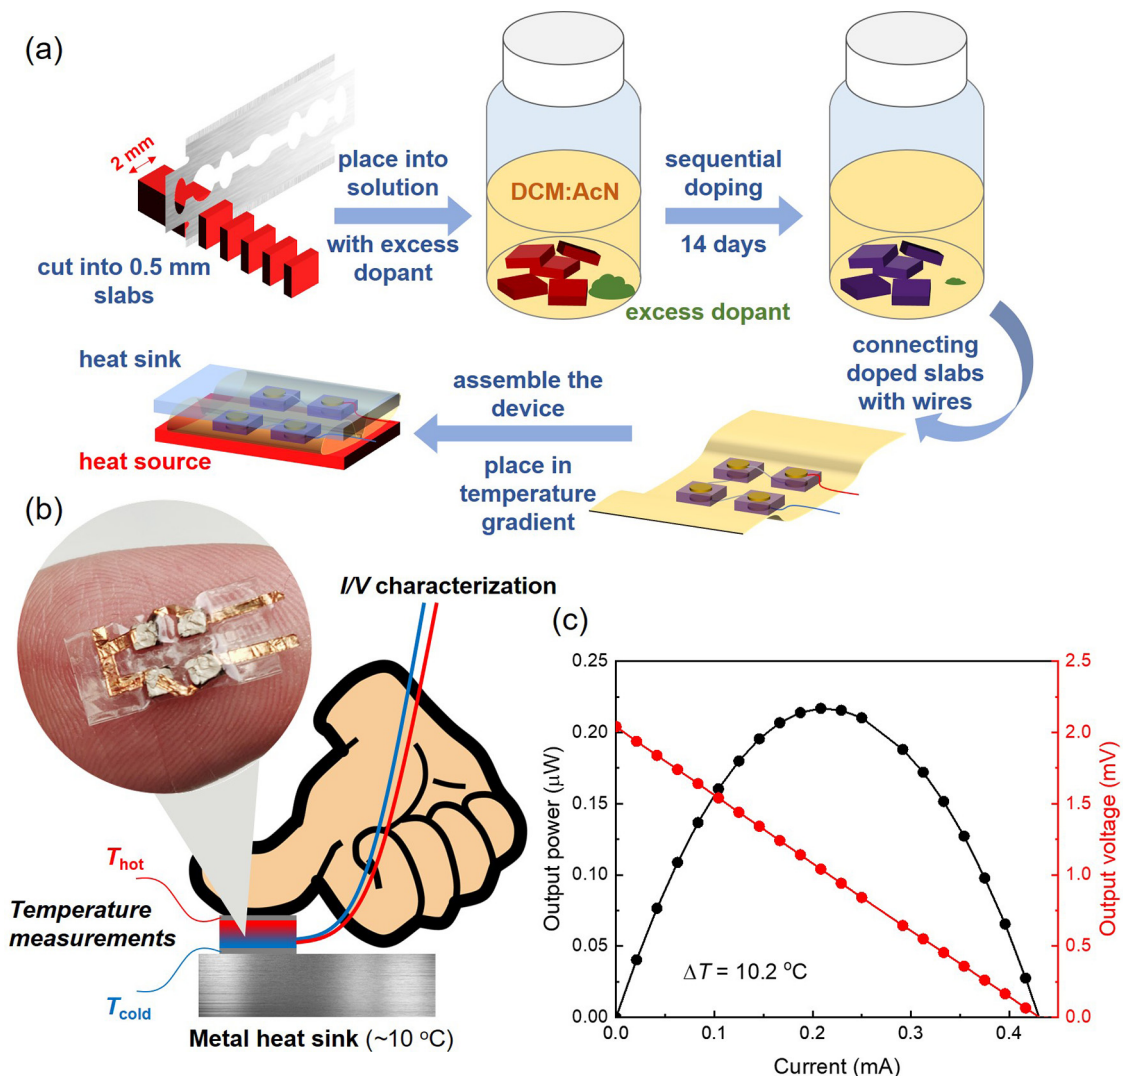 (a)
2 mm
cut into 0.5 mm
slabs
place into
solution
with excess
dopant
DCM:AcN
excess dopant
sequential
doping
14 days
connecting
doped slabs
with wires
assemble the
device
place in
temperature
gradient
heat sink
heat source
(b)
I/V characterization
Thot
Temperature
measurements
Tcold
Metal heat sink (~10 °C)
(c)
0.25
0.20
0.15
0.10
0.05
0.00
Output power (µW)
2.5
2.0
1.5
1.0
0.5
0.0
Output voltage (mV)
ΔT = 10.2 °C
0.0
0.1
0.2
0.3
0.4
Current (mA)